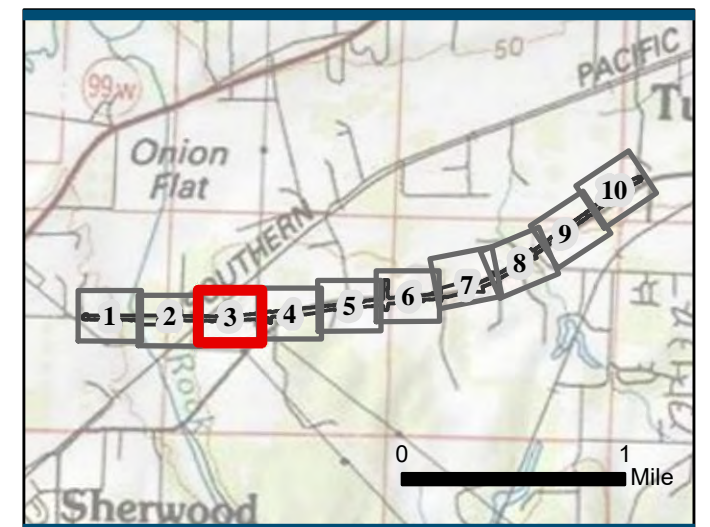 50
PACIFIC
99W
Tu
Onion
Flat
SOUTHERN
1 2 3 4 5 6 7 8 9 10
Rock
0 1
Mile
Sherwood